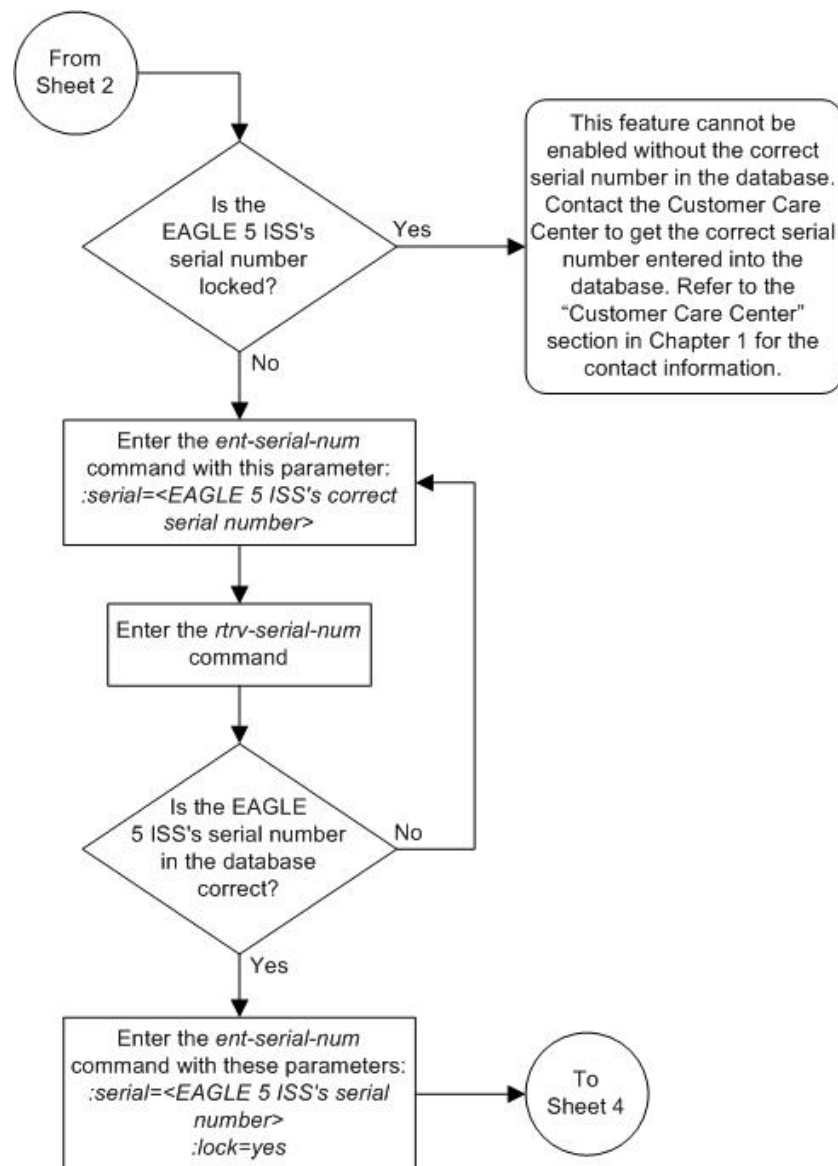 From
Sheet 2
This feature cannot be
enabled without the correct
serial number in the database.
Contact the Customer Care
Center to get the correct serial
number entered into the
database. Refer to the
“Customer Care Center”
section in Chapter 1 for the
contact information.
Is the
EAGLE 5 ISS's
serial number
locked?
Yes
No
Enter the ent-serial-num
command with this parameter:
:serial=<EAGLE 5 ISS's correct
serial number>
Enter the rtrv-serial-num
command
Is the EAGLE
5 ISS's serial number
in the database
correct?
No
Yes
Enter the ent-serial-num
command with these parameters:
:serial=<EAGLE 5 ISS's serial
number>
:lock=yes
To
Sheet 4